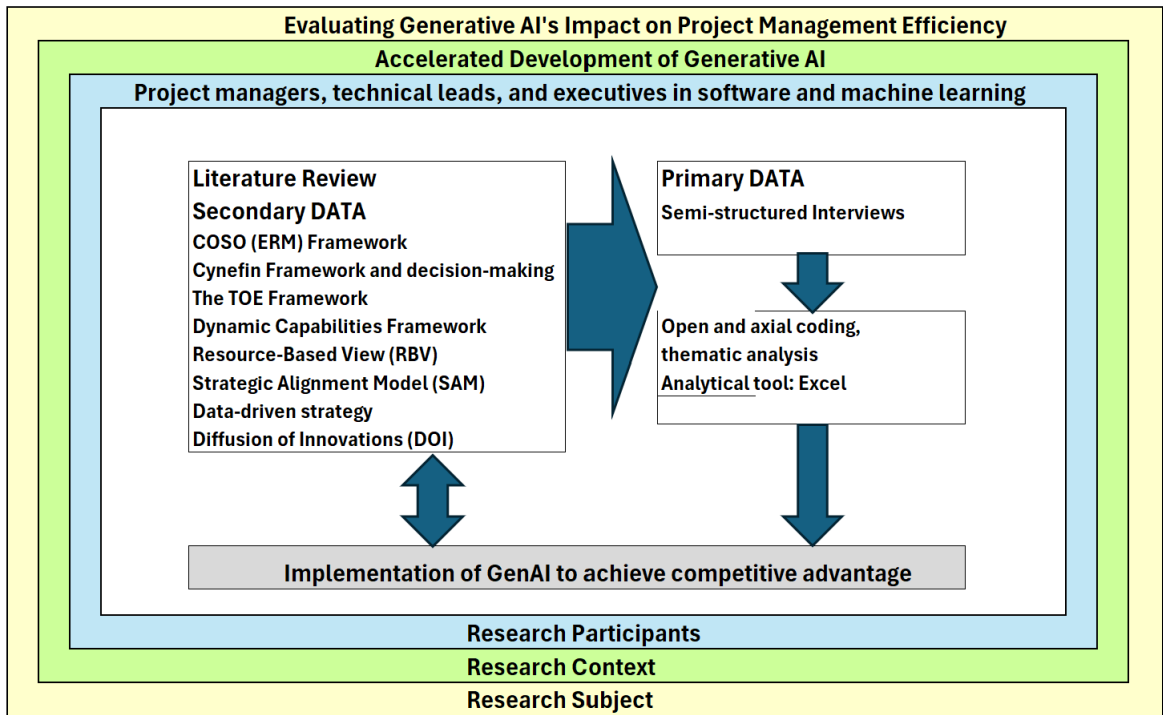 Evaluating Generative AI's Impact on Project Management Efficiency
Accelerated Development of Generative AI
Project managers, technical leads, and executives in software and machine learning
Literature Review
Secondary DATA
COSO (ERM) Framework
Cynefin Framework and decision-making
The TOE Framework
Dynamic Capabilities Framework
Resource-Based View (RBV)
Strategic Alignment Model (SAM)
Data-driven strategy
Diffusion of Innovations (DOI)
Primary DATA
Semi-structured Interviews
Open and axial coding,
thematic analysis
Analytical tool: Excel
Implementation of GenAI to achieve competitive advantage
Research Participants
Research Context
Research Subject